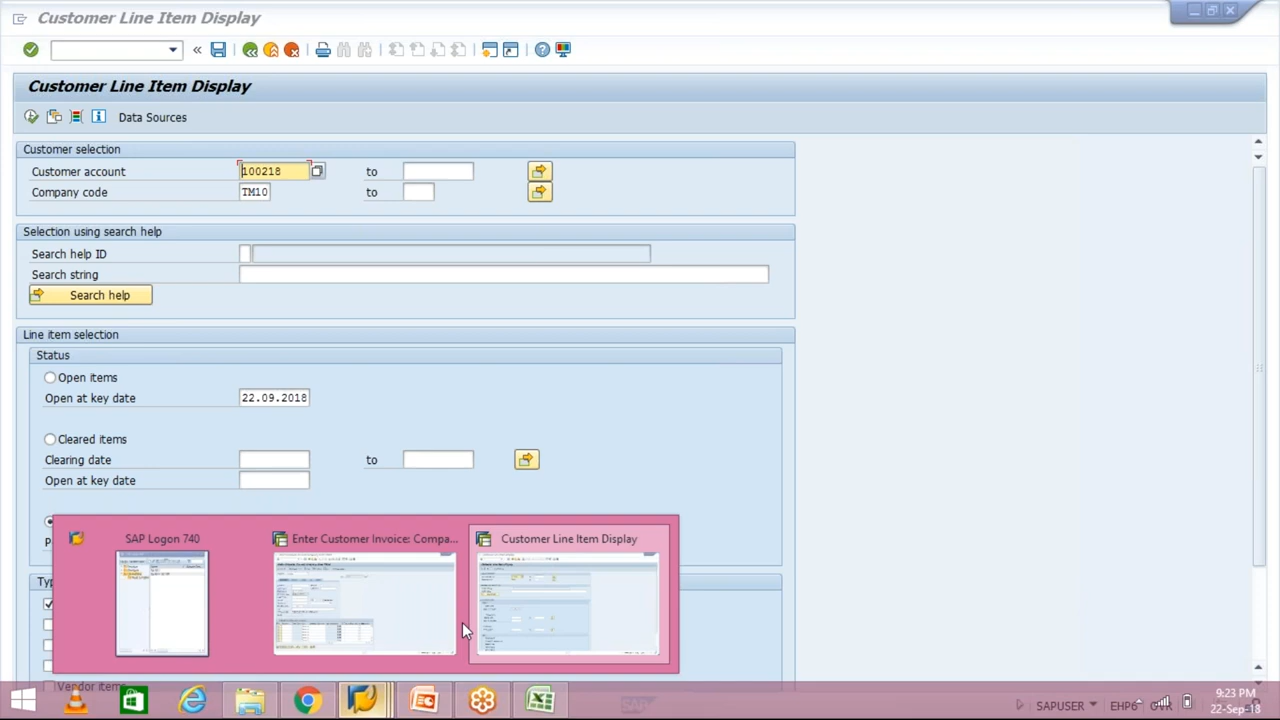 Customer Line Item Display
Customer Line Item Display
Data Sources
Customer selection
Customer account 100218 to
Company code TM10 to
Selection using search help
Search help ID
Search string
Search help
Line item selection
Status
Open items
Open at key date 22.09.2018
Cleared items
Clearing date to
Open at key date
SAP Logon 740
Enter Customer Invoice: Compa...
Customer Line Item Display
Vendor items
SAPUSER
9:23 PM
22-Sep-18